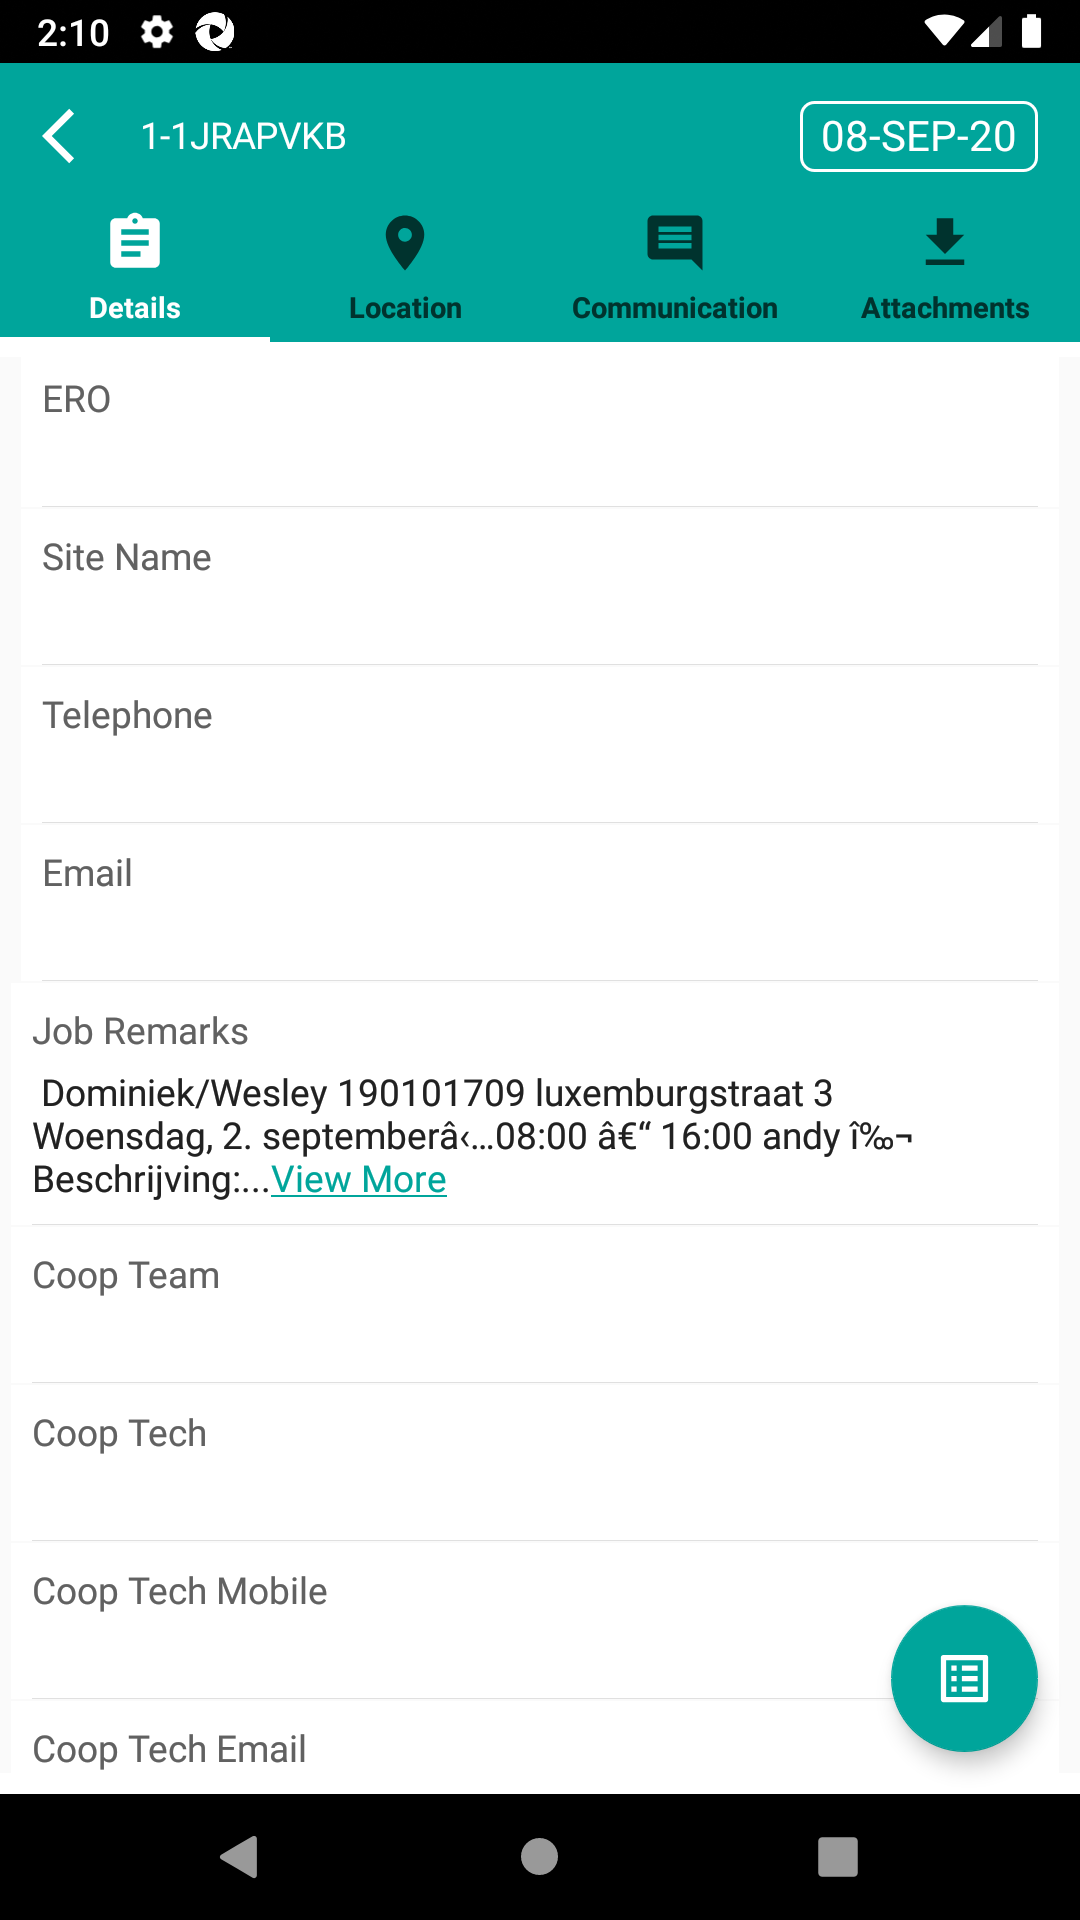 2:10
1-1JRAPVKB
08-SEP-20
Details Location Communication Attachments
ERO
Site Name
Telephone
Email
Job Remarks
Dominiek/Wesley 190101709 luxemburgstraat 3
Woensdag, 2. septemberâ‹…08:00 â€“ 16:00 andy î‰¬
Beschrijving:...View More
Coop Team
Coop Tech
Coop Tech Mobile
Coop Tech Email